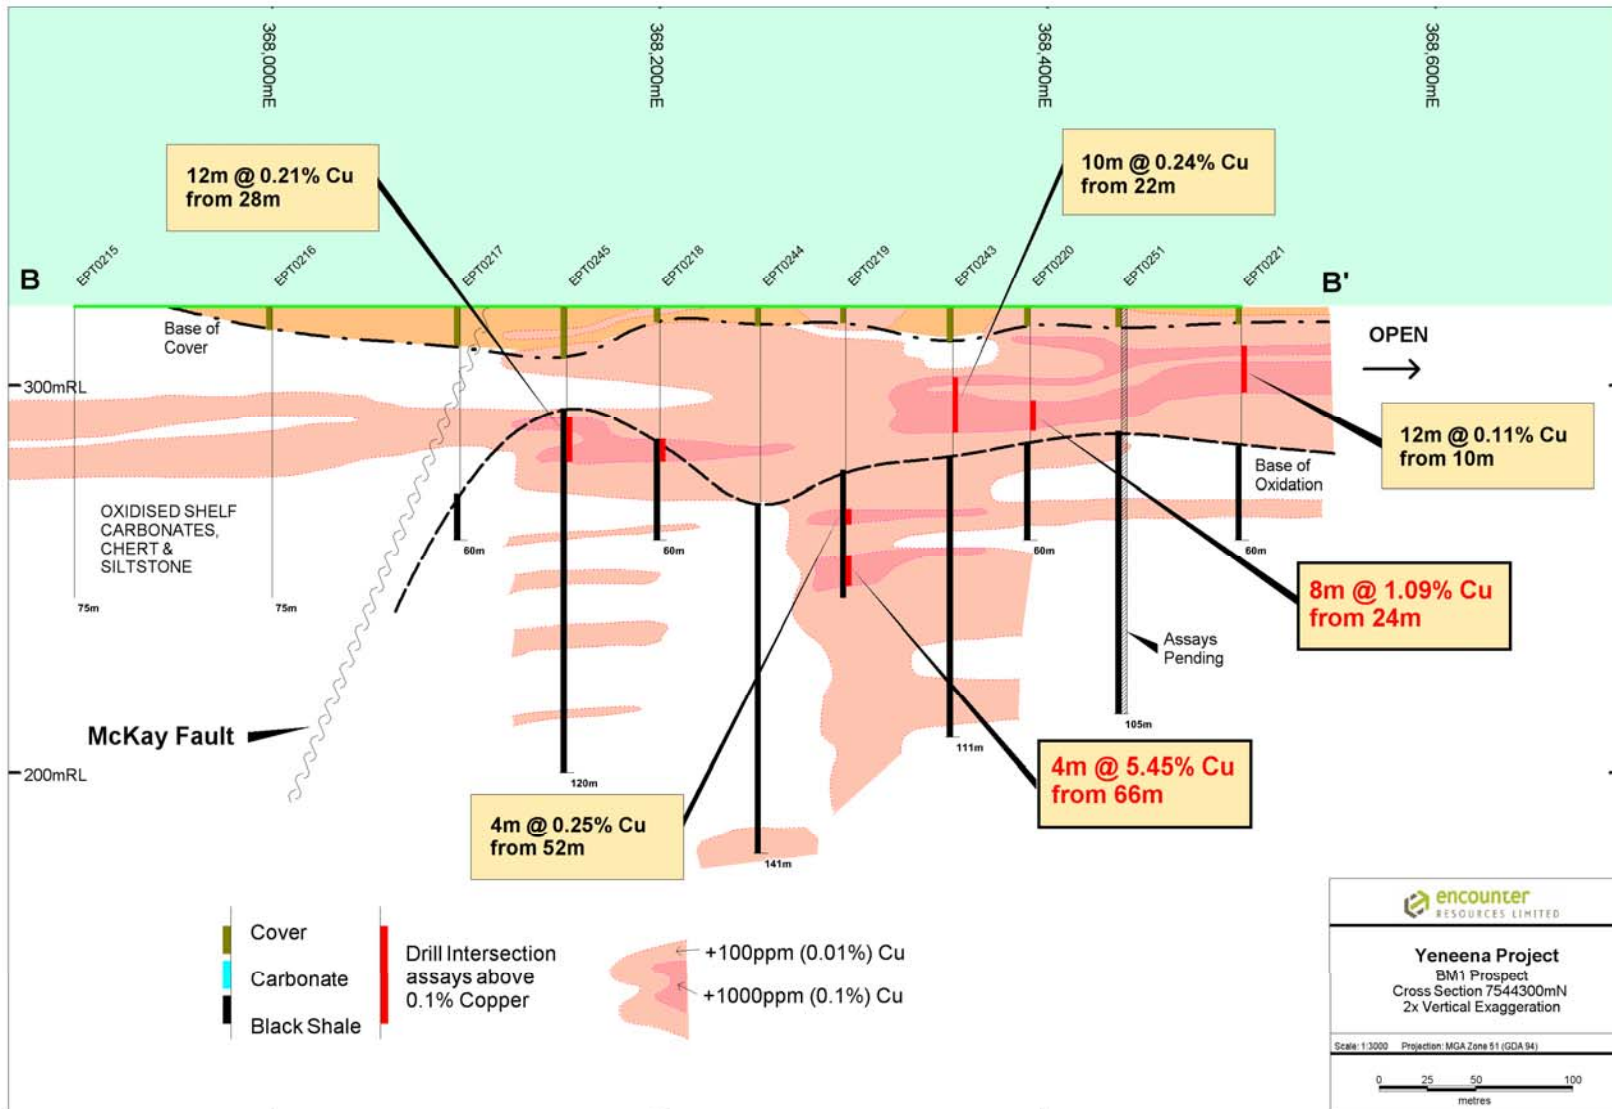 368,000mE
368,200mE
368,400mE
368,600mE
12m @ 0.21% Cu
from 28m
10m @ 0.24% Cu
from 22m
EPT0215
EPT0216
EPT0217
EPT0245
EPT0218
EPT0244
EPT0219
EPT0243
EPT0220
EPT0251
EPT0221
B
B'
Base of
Cover
OPEN
300mRL
12m @ 0.11% Cu
from 10m
Base of
Oxidation
OXIDISED SHELF
CARBONATES,
CHERT &
SILTSTONE
60m
60m
60m
60m
75m
75m
8m @ 1.09% Cu
from 24m
Assays
Pending
McKay Fault
105m
111m
200mRL
120m
4m @ 5.45% Cu
from 66m
4m @ 0.25% Cu
from 52m
141m
Cover
Carbonate
Black Shale
Drill Intersection
assays above
0.1% Copper
+100ppm (0.01%) Cu
+1000ppm (0.1%) Cu
encounter
RESOURCES LIMITED
Yeneena Project
BM1 Prospect
Cross Section 7544300mN
2x Vertical Exaggeration
Scale: 1:3000 Projection: MGA Zone 51 (GDA 94)
0 25 50 100
metres